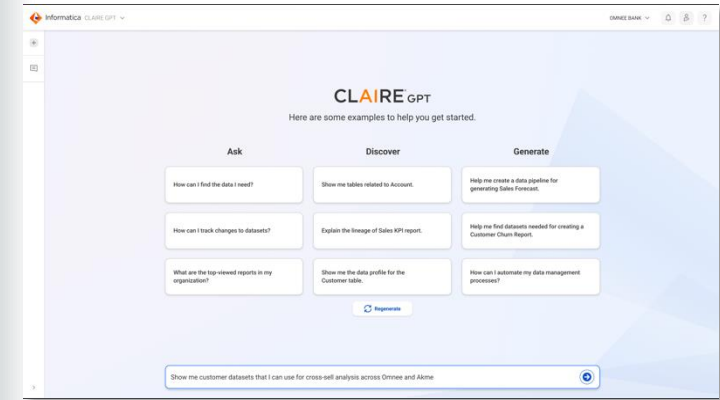 Informatica CLAIRE GPT
OMNEE BANK
?
CLAIRE GPT
Here are some examples to help you get started.
Ask
Discover
Generate
How can I find the data I need?
Show me tables related to Account.
Help me create a data pipeline for
generating Sales Forecast.
How can I track changes to datasets?
Explain the lineage of Sales KPI report.
Help me find datasets needed for creating a
Customer Churn Report.
What are the top-viewed reports in my
organization?
Show me the data profile for the
Customer table.
How can I automate my data management
processes?
Regenerate
Show me customer datasets that I can use for cross-sell analysis across Omnee and Akme